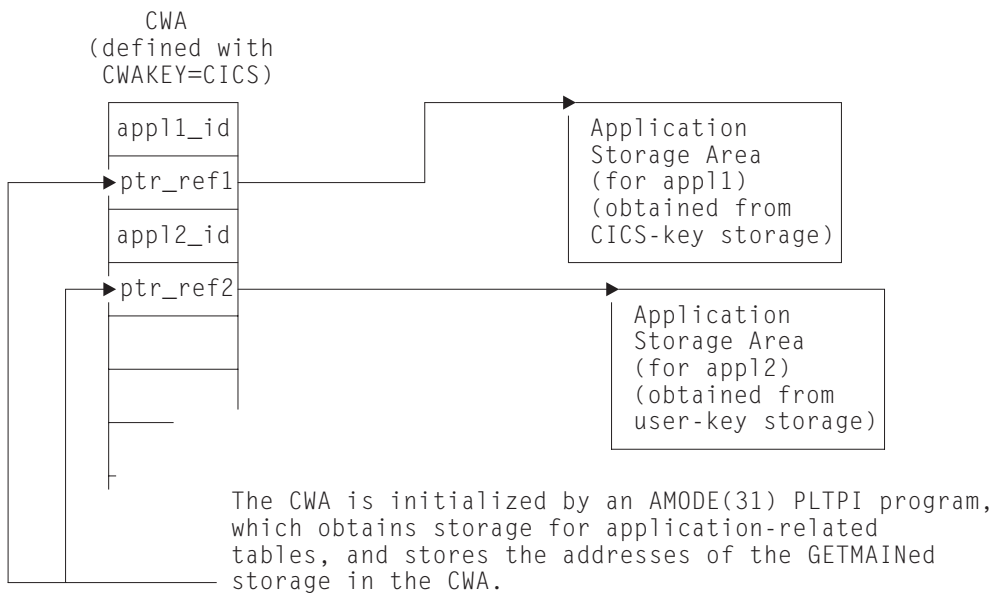 CWA
(defined with
CWAKEY=CICS)
appl1_id
ptr_ref1
appl2_id
ptr_ref2
Application
Storage Area
(for appl1)
(obtained from
CICS-key storage)
Application
Storage Area
(for appl2)
(obtained from
user-key storage)
The CWA is initialized by an AMODE(31) PLTPI program,
which obtains storage for application-related
tables, and stores the addresses of the GETMAINed
storage in the CWA.